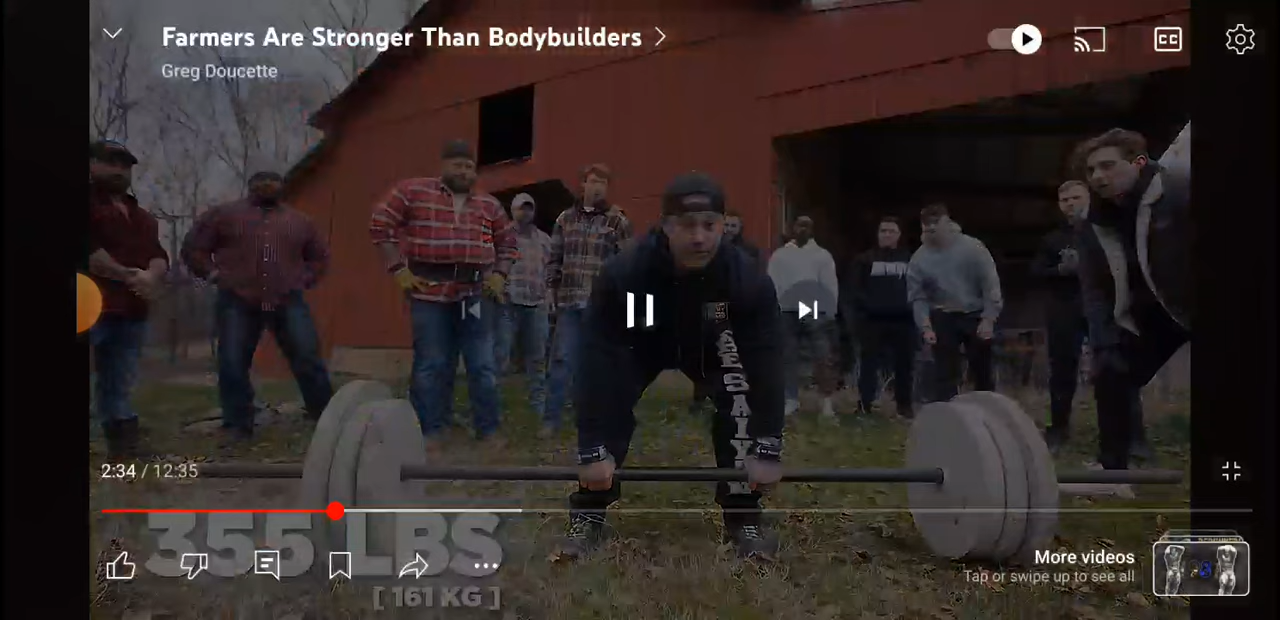 Farmers Are Stronger Than Bodybuilders
Greg Doucette
CC
2:34 / 12:35
355 LBS
[ 161 KG ]
More videos
Tap or swipe up to see all